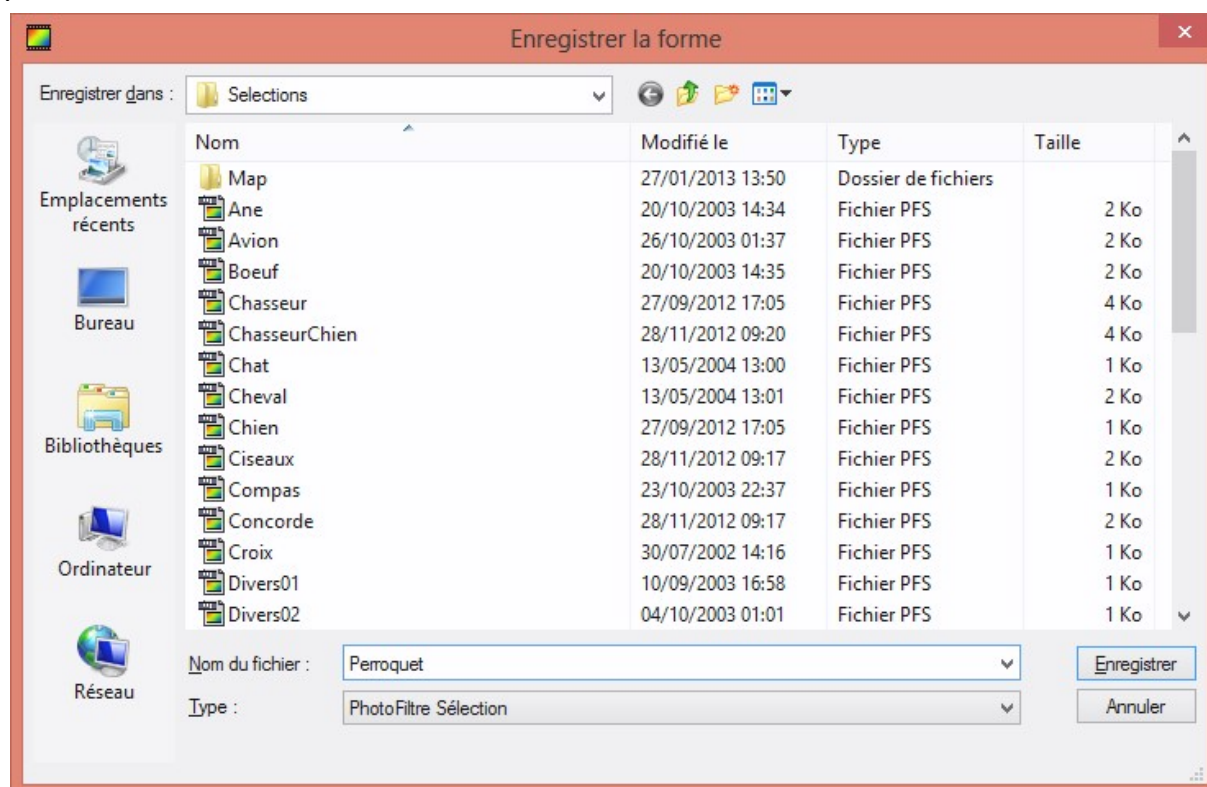 Enregistrer la forme
Enregistrer dans : Selections
Nom Modifié le Type Taille
Map 27/01/2013 13:50 Dossier de fichiers
Ane 20/10/2003 14:34 Fichier PFS 2 Ko
Avion 26/10/2003 01:37 Fichier PFS 2 Ko
Boeuf 20/10/2003 14:35 Fichier PFS 2 Ko
Chasseur 27/09/2012 17:05 Fichier PFS 4 Ko
ChasseurChien 28/11/2012 09:20 Fichier PFS 4 Ko
Chat 13/05/2004 13:00 Fichier PFS 1 Ko
Cheval 13/05/2004 13:01 Fichier PFS 2 Ko
Chien 27/09/2012 17:05 Fichier PFS 1 Ko
Ciseaux 28/11/2012 09:17 Fichier PFS 2 Ko
Compas 23/10/2003 22:37 Fichier PFS 1 Ko
Concorde 28/11/2012 09:17 Fichier PFS 2 Ko
Croix 30/07/2002 14:16 Fichier PFS 1 Ko
Divers01 10/09/2003 16:58 Fichier PFS 1 Ko
Divers02 04/10/2003 01:01 Fichier PFS 1 Ko
Emplacements
récents
Bureau
Bibliothèques
Ordinateur
Réseau
Nom du fichier : Perroquet Enregistrer
Type : PhotoFiltre Sélection Annuler